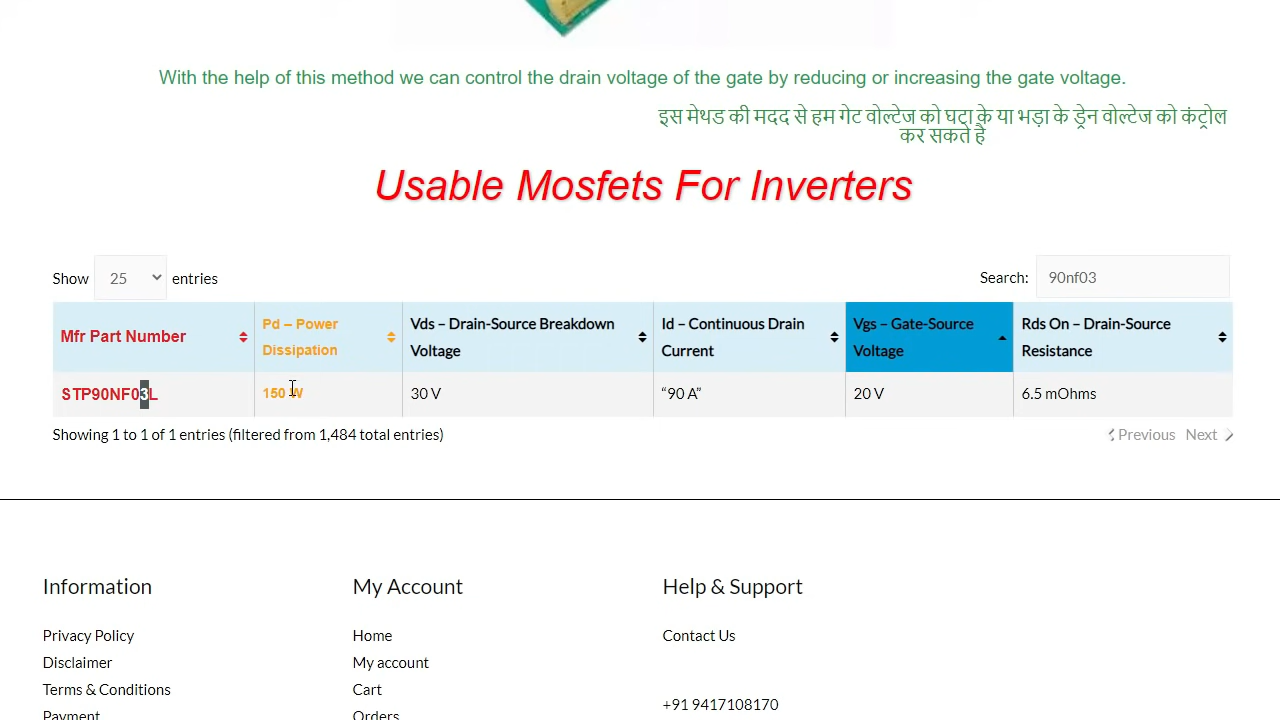 With the help of this method we can control the drain voltage of the gate by reducing or increasing the gate voltage.
इस मेथड की मदद से हम गेट वोल्टेज को घटा के या भड़ा के ड्रेन वोल्टेज को कंट्रोल
कर सकते है
Usable Mosfets For Inverters
Show 25 entries Search: 90nf03
Mfr Part Number
Pd – Power
Dissipation
Vds – Drain-Source Breakdown
Voltage
Id – Continuous Drain
Current
Vgs – Gate-Source
Voltage
Rds On – Drain-Source
Resistance
STP90NF03L 150 W 30 V “90 A” 20 V 6.5 mOhms
Showing 1 to 1 of 1 entries (filtered from 1,484 total entries) Previous Next
Information My Account Help & Support
Privacy Policy Home Contact Us
Disclaimer My account
Terms & Conditions Cart +91 9417108170
Payment Orders